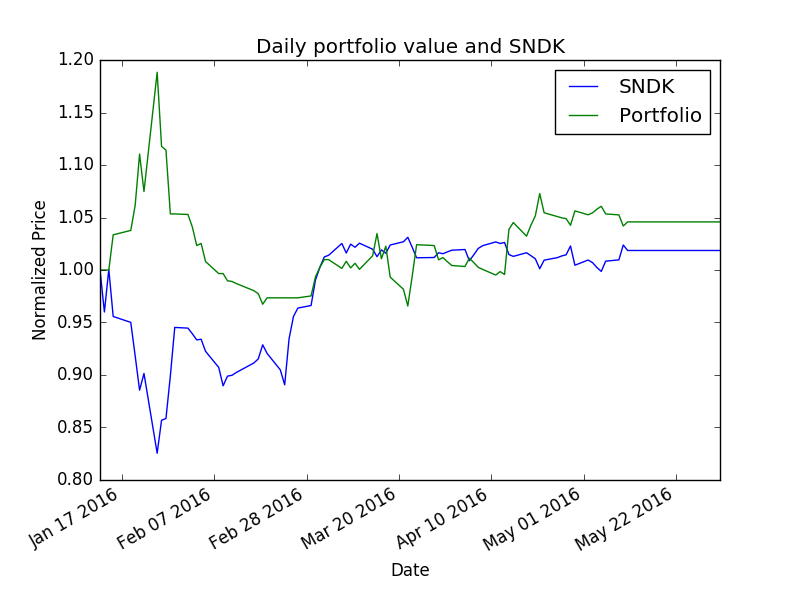 Daily portfolio value and SNDK
1.20
1.15
1.10
1.05
1.00
0.95
0.90
0.85
0.80
Normalized Price
SNDK
Portfolio
Jan 17 2016
Feb 07 2016
Feb 28 2016
Mar 20 2016
Apr 10 2016
May 01 2016
May 22 2016
Date